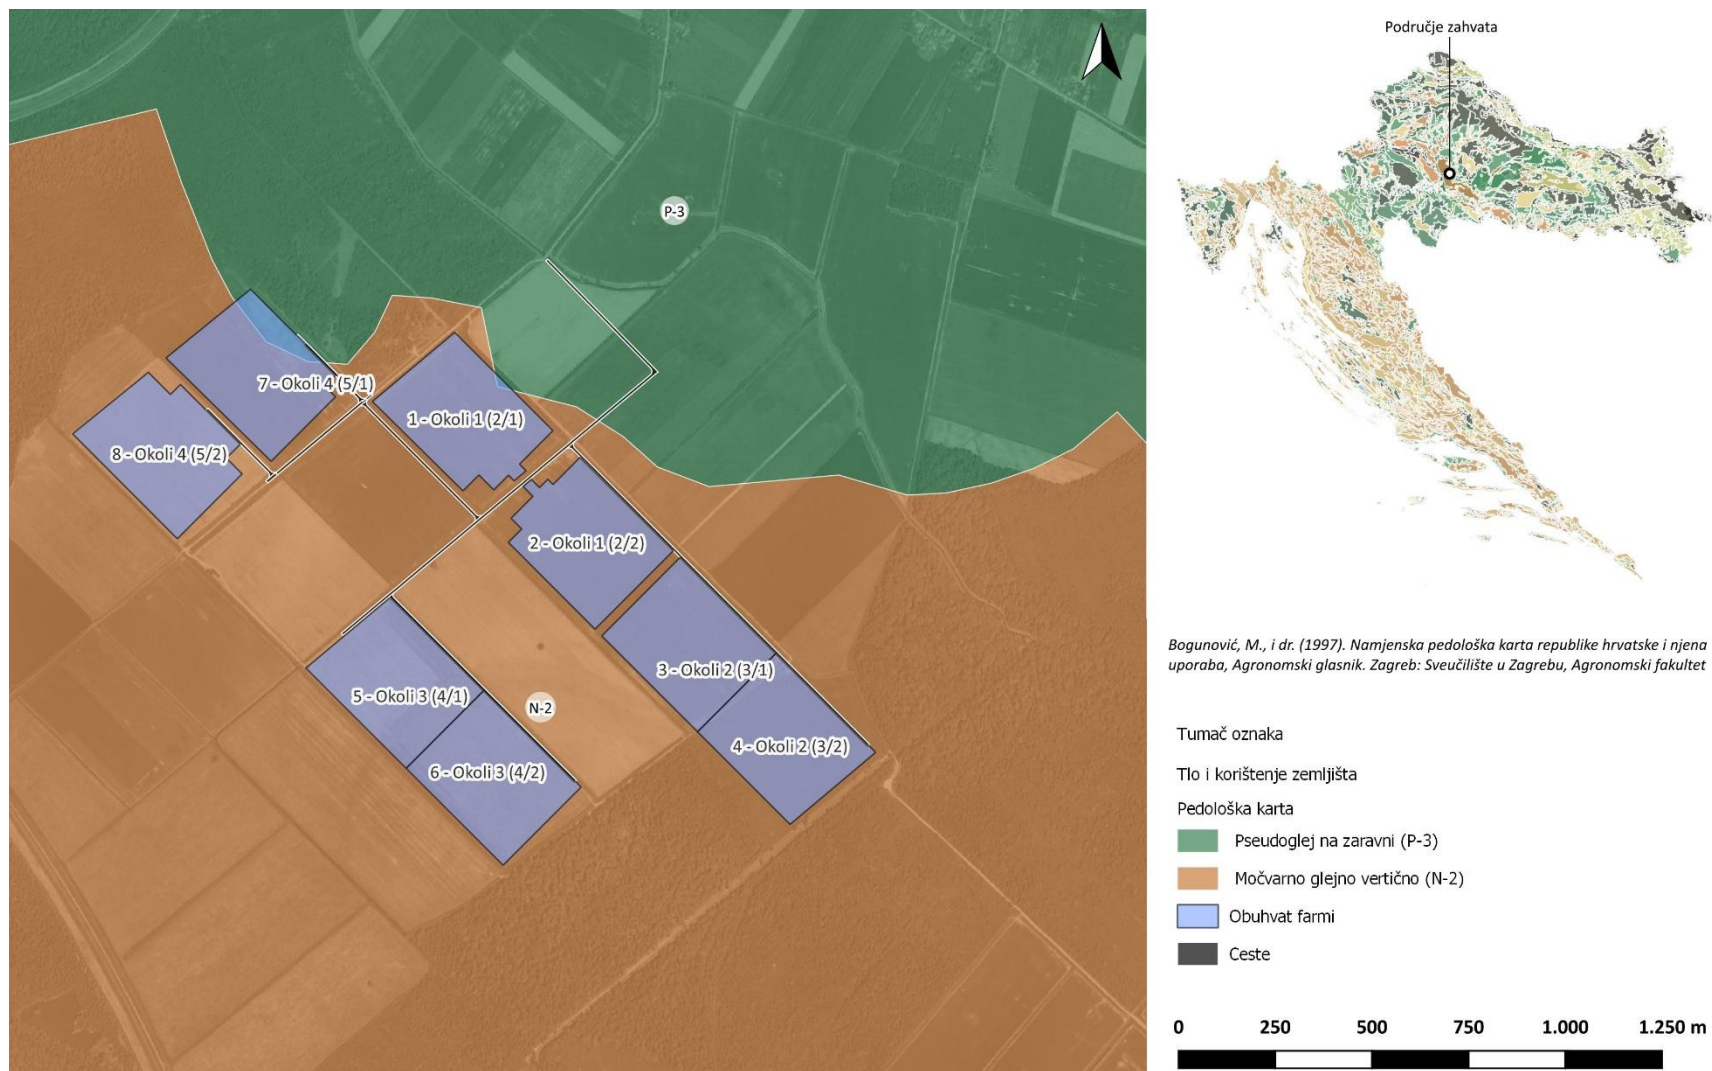 Područje zahvata
P-3
7 - Okoli 4 (5/1)
1 - Okoli 1 (2/1)
8 - Okoli 4 (5/2)
2 - Okoli 1 (2/2)
3 - Okoli 2 (3/1)
5 - Okoli 3 (4/1)
N-2
4 - Okoli 2 (3/2)
6 - Okoli 3 (4/2)
Bogunović, M., i dr. (1997). Namjenska pedološka karta republike hrvatske i njena
uporaba, Agronomski glasnik. Zagreb: Sveučilište u Zagrebu, Agronomski fakultet
Tumač oznaka
Tlo i korištenje zemljišta
Pedološka karta
Pseudoglej na zaravni (P-3)
Močvarno glejno vertično (N-2)
Obuhvat farmi
Ceste
0 250 500 750 1.000 1.250 m